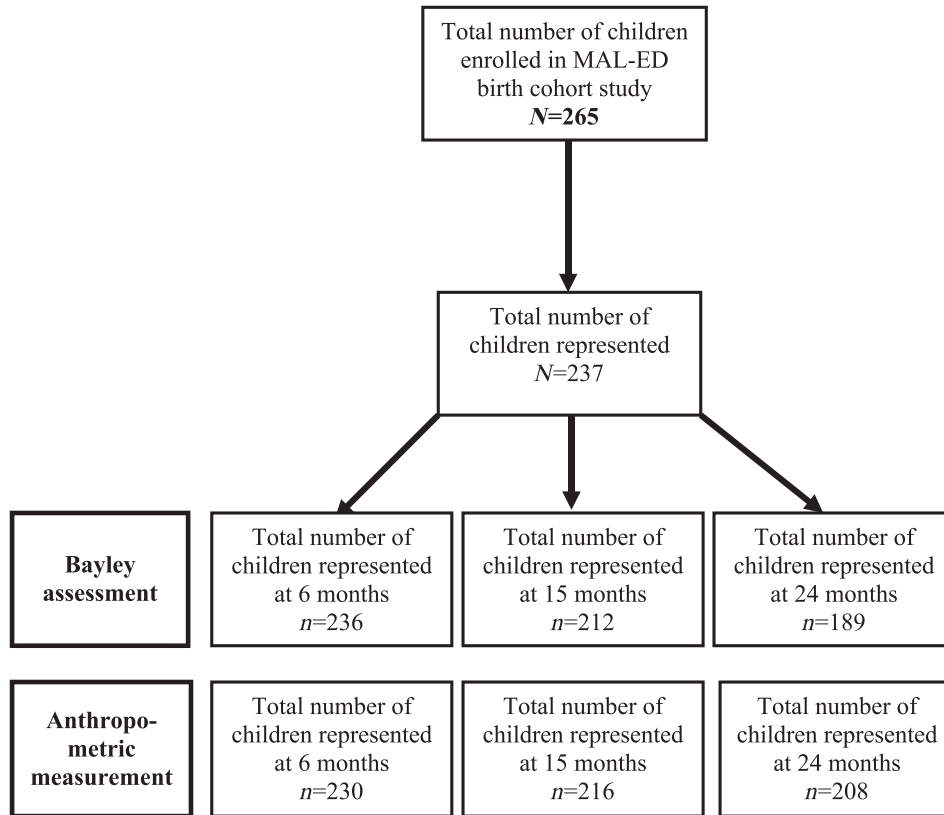 Total number of children
enrolled in MAL-ED
birth cohort study
N=265
Total number of
children represented
N=237
Bayley
assessment
Total number of
children represented
at 6 months
n=236
Total number of
children represented
at 15 months
n=212
Total number of
children represented
at 24 months
n=189
Anthropo-
metric
measurement
Total number of
children represented
at 6 months
n=230
Total number of
children represented
at 15 months
n=216
Total number of
children represented
at 24 months
n=208